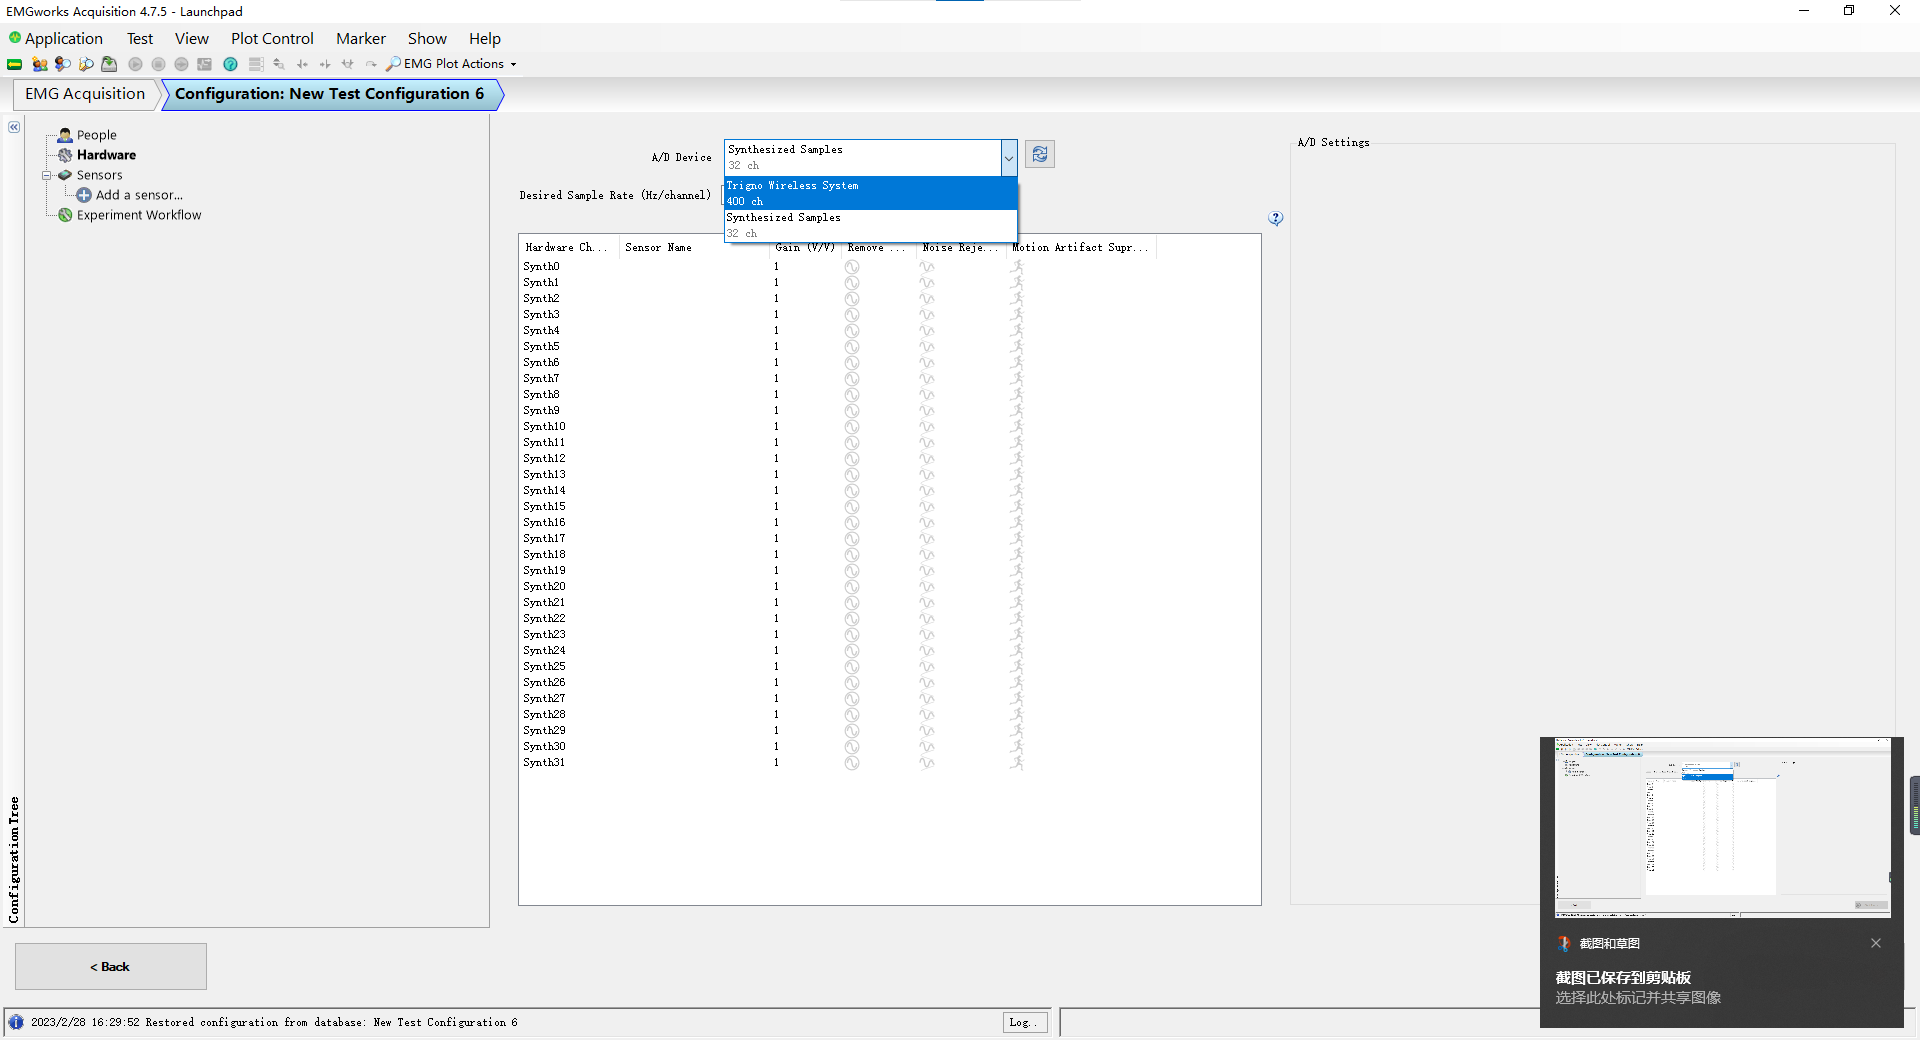 EMGworks Acquisition 4.7.5 - Launchpad
Application Test View Plot Control Marker Show Help
EMG Plot Actions
EMG Acquisition Configuration: New Test Configuration 6
People
Hardware
Sensors
Add a sensor...
Experiment Workflow
Configuration Tree
A/D Device
Synthesized Samples
32 ch
Trigno Wireless System
400 ch
Synthesized Samples
32 ch
Desired Sample Rate (Hz/channel)
A/D Settings
Hardware Ch... Sensor Name Gain (V/V) Remove ... Noise Reje... Motion Artifact Supr...
Synth0 1
Synth1 1
Synth2 1
Synth3 1
Synth4 1
Synth5 1
Synth6 1
Synth7 1
Synth8 1
Synth9 1
Synth10 1
Synth11 1
Synth12 1
Synth13 1
Synth14 1
Synth15 1
Synth16 1
Synth17 1
Synth18 1
Synth19 1
Synth20 1
Synth21 1
Synth22 1
Synth23 1
Synth24 1
Synth25 1
Synth26 1
Synth27 1
Synth28 1
Synth29 1
Synth30 1
Synth31 1
< Back
截图和草图
截图已保存到剪贴板
选择此处标记并共享图像
2023/2/28 16:29:52 Restored configuration from database: New Test Configuration 6
Log..